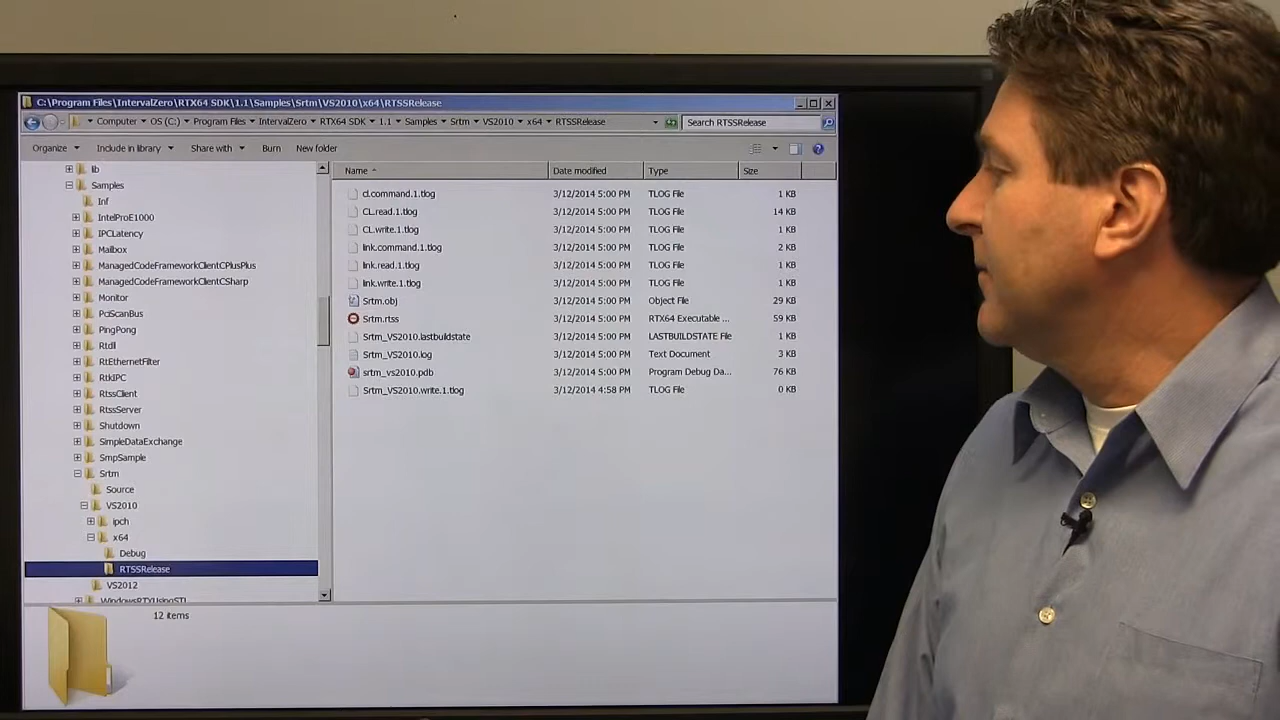 C:\Program Files\IntervalZero\RTX64 SDK\1.1\Samples\Srtm\VS2010\x64\RTSSRelease
Computer OS (C:) Program Files IntervalZero RTX64 SDK 1.1 Samples Srtm VS2010 x64 RTSSRelease Search RTSSRelease
Organize Include in library Share with Burn New folder
lib
Samples
Inf
IntelProE1000
IPCLatency
Mailbox
ManagedCodeFrameworkClientCPlusPlus
ManagedCodeFrameworkClientCSharp
Monitor
PciScanBus
PingPong
Rtdll
RtEthernetFilter
RtkIPC
RtssClient
RtssServer
Shutdown
SimpleDataExchange
SmpSample
Srtm
Source
VS2010
ipch
x64
Debug
RTSSRelease
VS2012
WindowsRTXUsingSTL
Name Date modified Type Size
cl.command.1.tlog 3/12/2014 5:00 PM TLOG File 1 KB
CL.read.1.tlog 3/12/2014 5:00 PM TLOG File 14 KB
CL.write.1.tlog 3/12/2014 5:00 PM TLOG File 1 KB
link.command.1.tlog 3/12/2014 5:00 PM TLOG File 2 KB
link.read.1.tlog 3/12/2014 5:00 PM TLOG File 1 KB
link.write.1.tlog 3/12/2014 5:00 PM TLOG File 1 KB
Srtm.obj 3/12/2014 5:00 PM Object File 29 KB
Srtm.rtss 3/12/2014 5:00 PM RTX64 Executable ... 59 KB
Srtm_VS2010.lastbuildstate 3/12/2014 5:00 PM LASTBUILDSTATE File 1 KB
Srtm_VS2010.log 3/12/2014 5:00 PM Text Document 3 KB
srtm_vs2010.pdb 3/12/2014 5:00 PM Program Debug Da... 76 KB
Srtm_VS2010.write.1.tlog 3/12/2014 4:58 PM TLOG File 0 KB
12 items